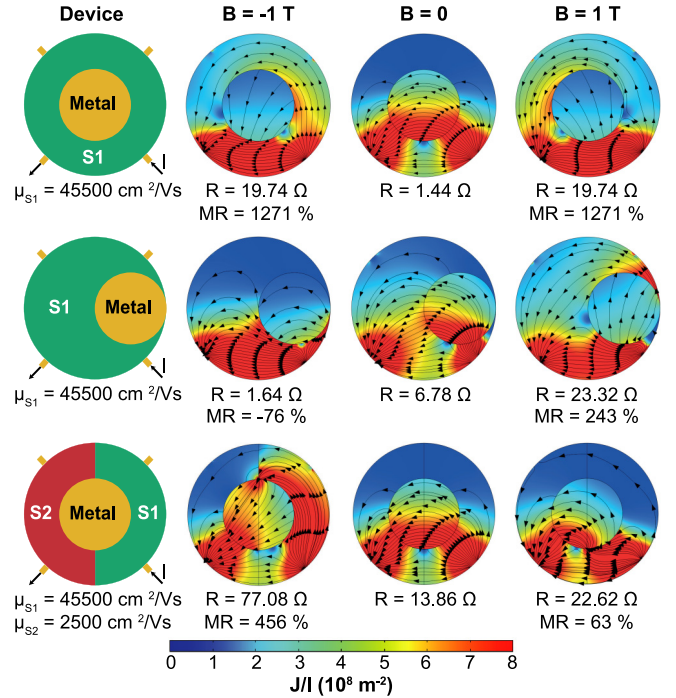 Device B = -1 T B = 0 B = 1 T
Metal
S1
I
μS1 = 45500 cm ²/Vs R = 19.74 Ω R = 1.44 Ω R = 19.74 Ω
MR = 1271 % MR = 1271 %
S1 Metal
I
μS1 = 45500 cm ²/Vs R = 1.64 Ω R = 6.78 Ω R = 23.32 Ω
MR = -76 % MR = 243 %
S2 Metal S1
I
μS1 = 45500 cm ²/Vs R = 77.08 Ω R = 13.86 Ω R = 22.62 Ω
μS2 = 2500 cm ²/Vs MR = 456 % MR = 63 %
0 1 2 3 4 5 6 7 8
J/I (10⁸ m⁻²)